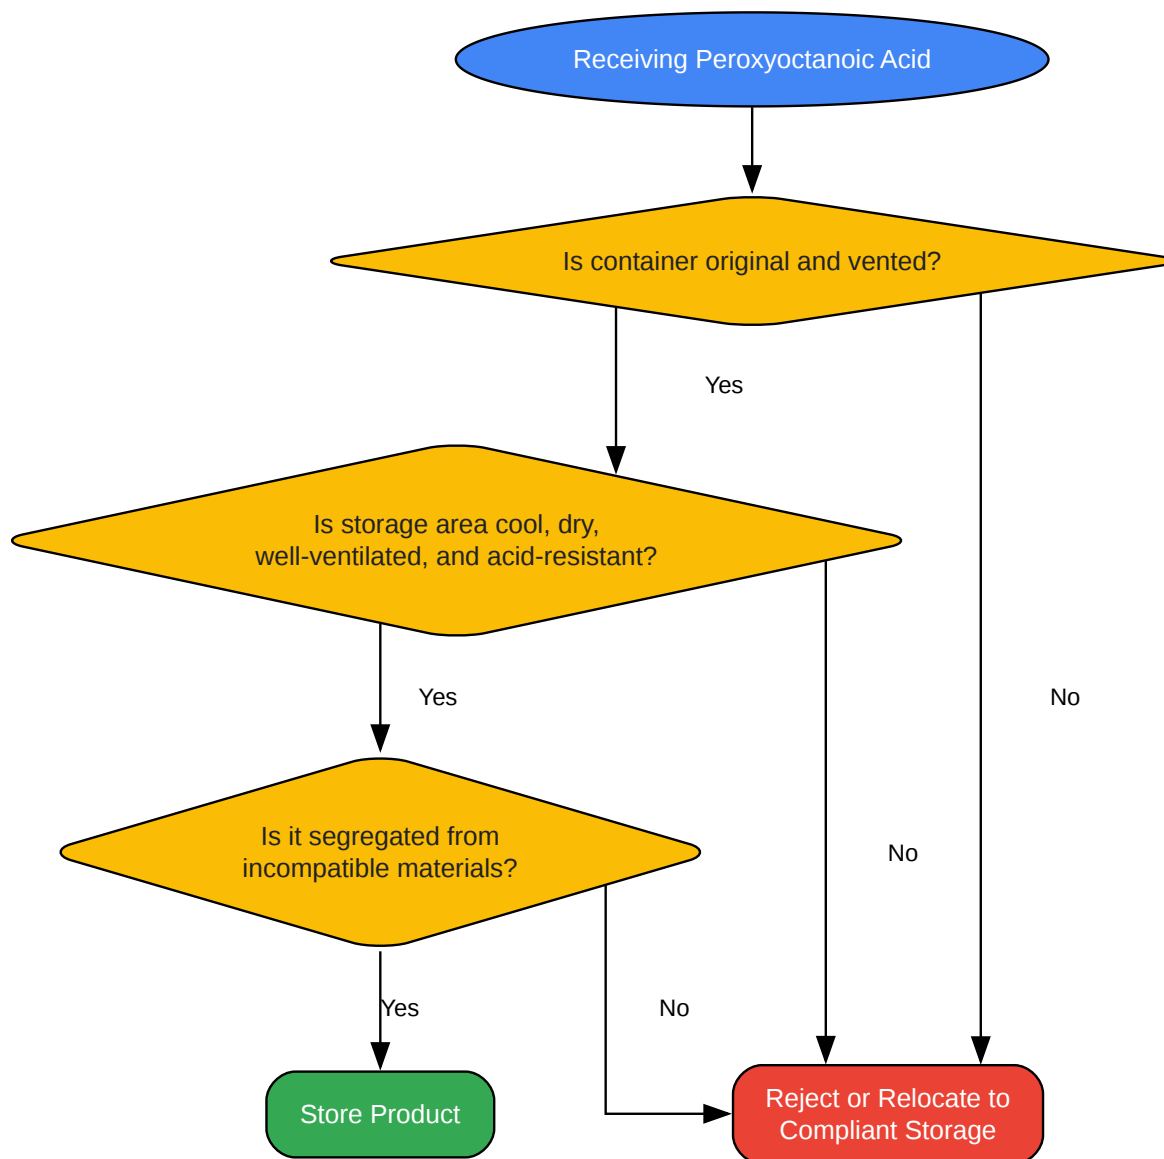 Receiving Peroxyoctanoic Acid
Is container original and vented?
Yes
Is storage area cool, dry,
well-ventilated, and acid-resistant?
Yes
No
Is it segregated from
incompatible materials?
No
Yes
No
Store Product
Reject or Relocate to
Compliant Storage